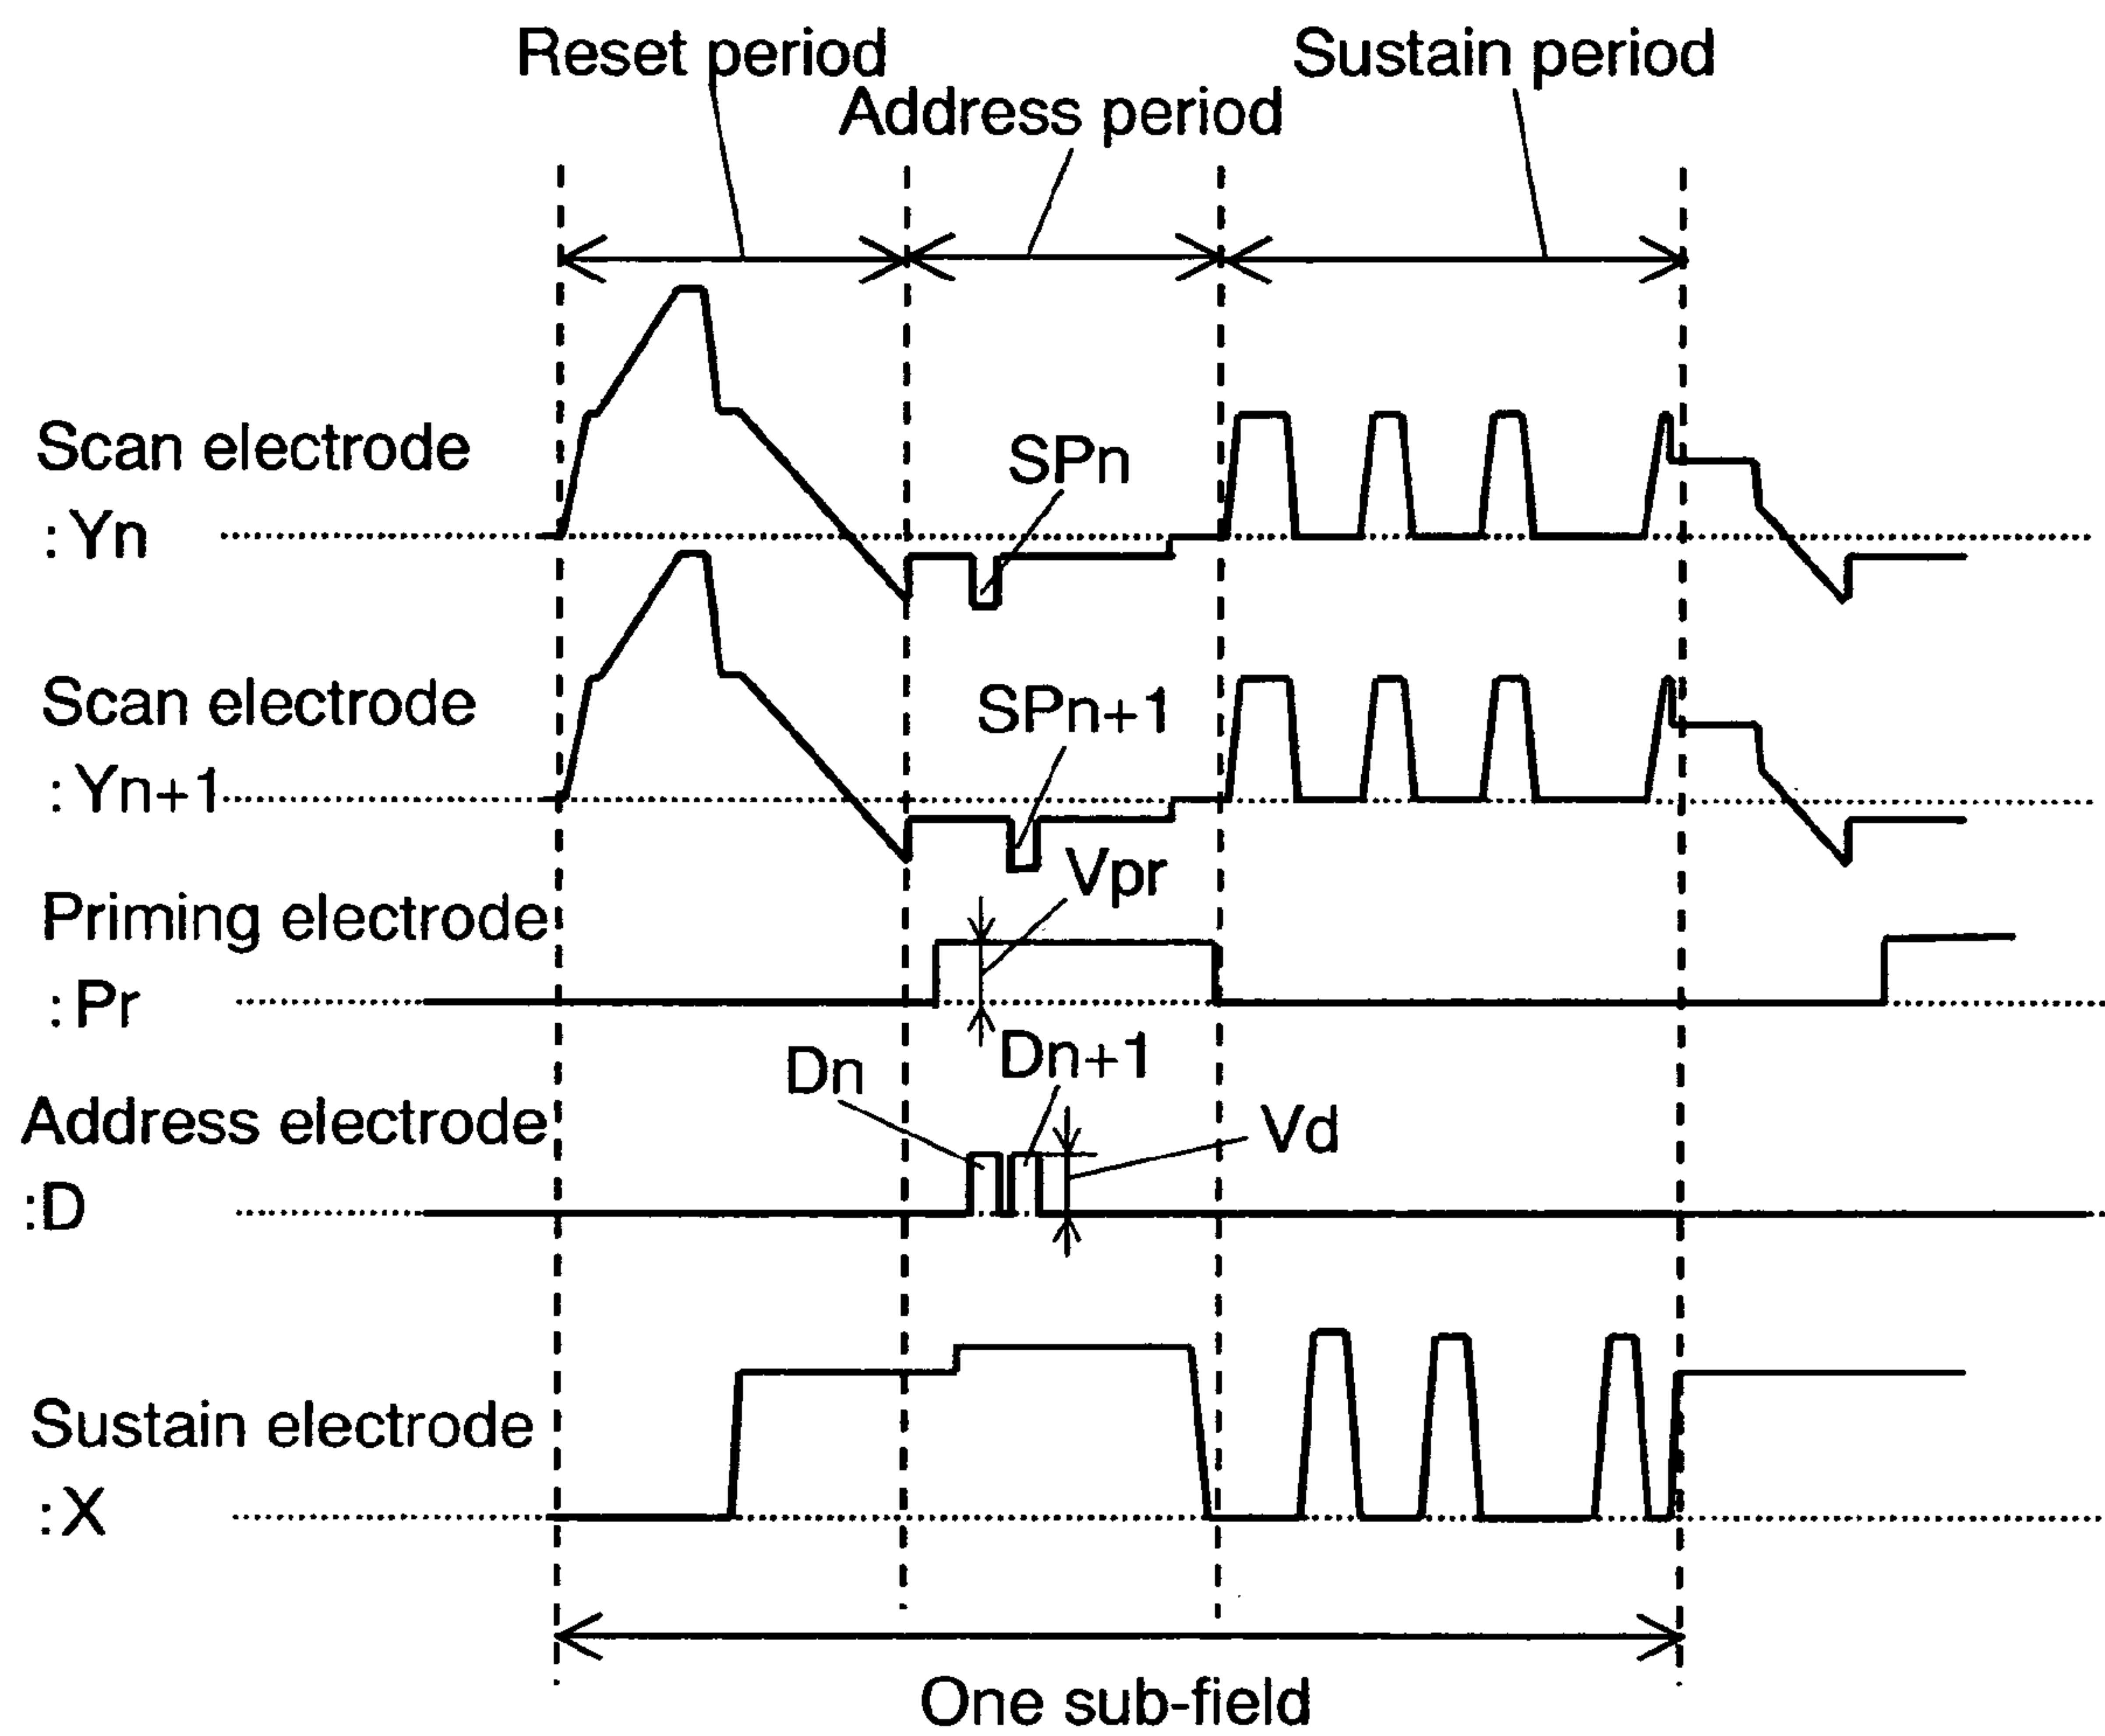 Reset period
Sustain period
Address period
Scan electrode
: Yn
SPn
Scan electrode
: Yn+1
SPn+1
Vpr
Priming electrode
: Pr
Dn
Dn+1
Address electrode
:D
Vd
Sustain electrode
:X
One sub-field